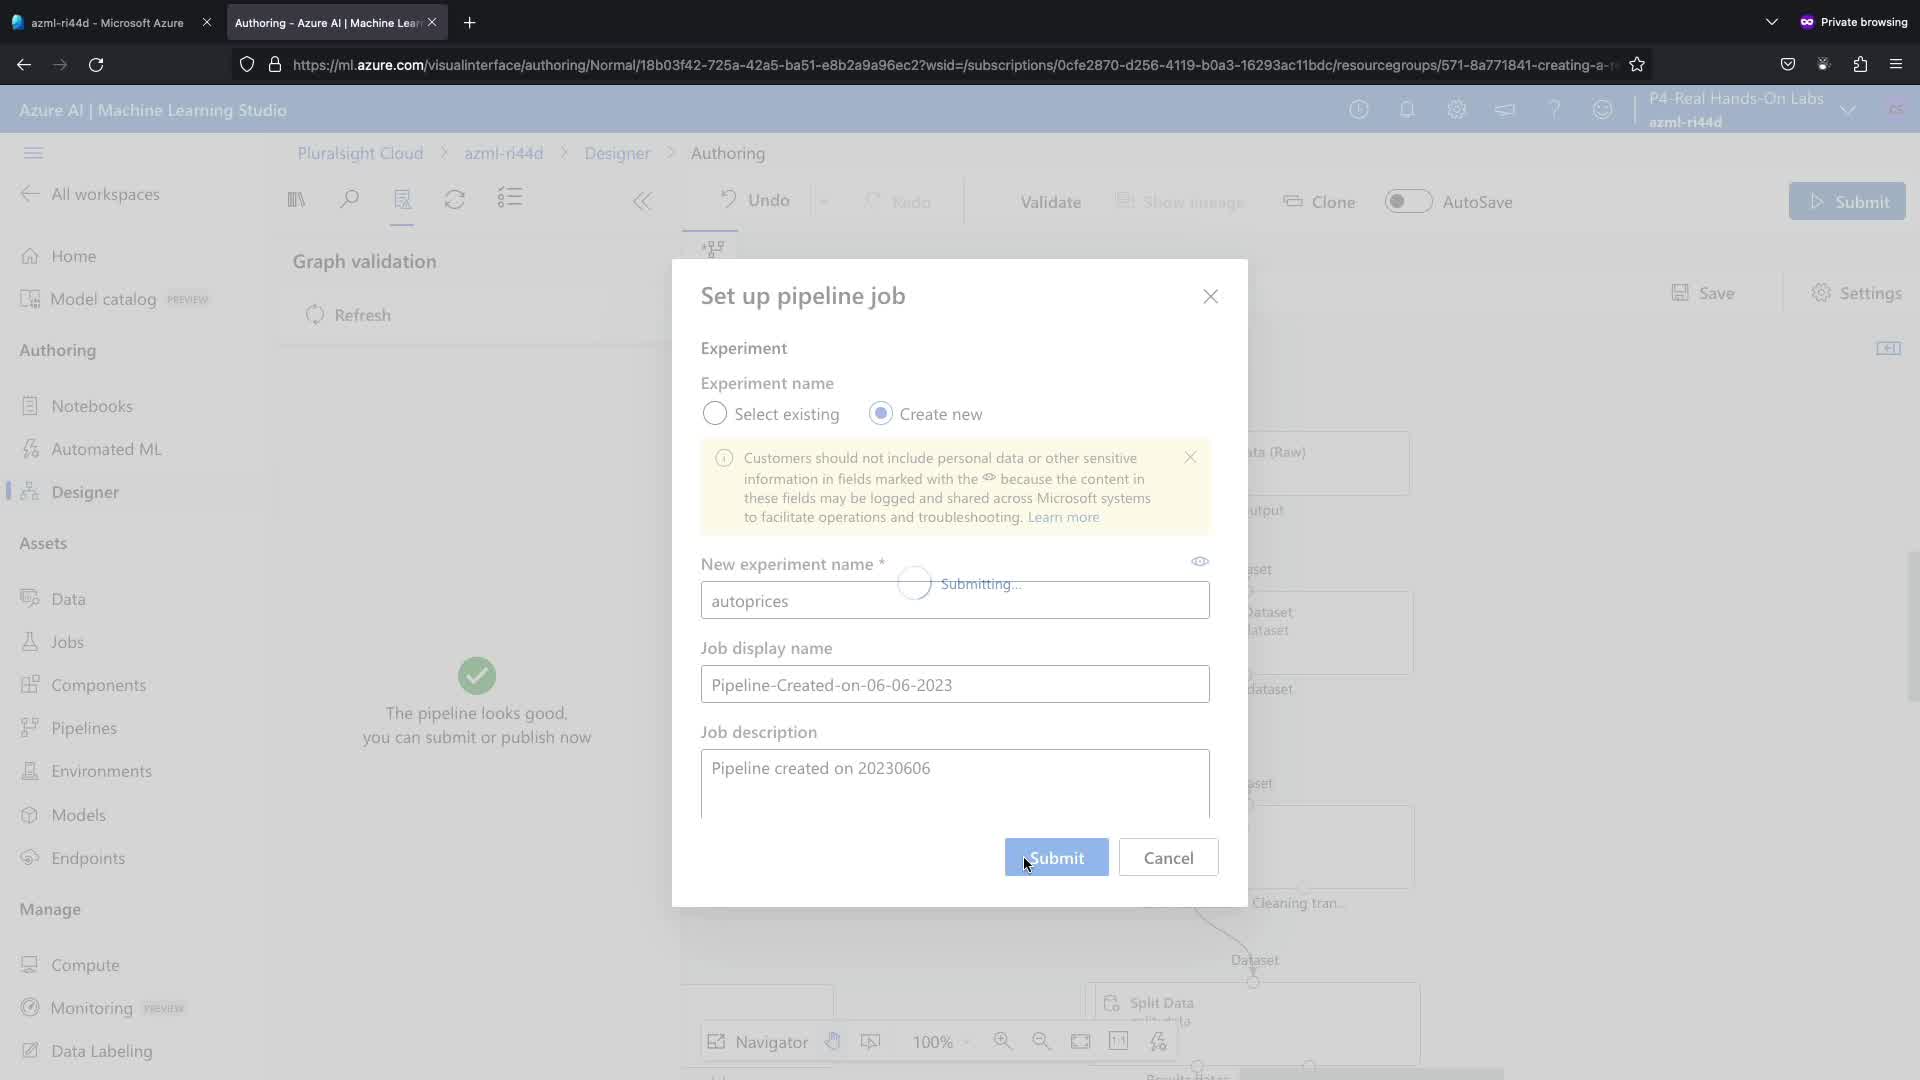 azml-ri44d - Microsoft Azure
Authoring - Azure AI | Machine Lear
Private browsing
https://ml.azure.com/visualinterface/authoring/Normal/18b03f42-725a-42a5-ba51-e8b2a9a96ec2?wsid=/subscriptions/0cfe2870-d256-4119-b0a3-16293ac11bdc/resourcegroups/571-8a771841-creating-a-r
Azure AI | Machine Learning Studio
P4-Real Hands-On Labs
azml-ri44d
CS
Pluralsight Cloud > azml-ri44d > Designer > Authoring
All workspaces
Undo
Redo
Validate
Show lineage
Clone
AutoSave
Submit
Home
Model catalog PREVIEW
Authoring
Notebooks
Automated ML
Designer
Assets
Data
Jobs
Components
Pipelines
Environments
Models
Endpoints
Manage
Compute
Monitoring PREVIEW
Data Labeling
Graph validation
Refresh
The pipeline looks good,
you can submit or publish now
Save
Settings
Set up pipeline job
Experiment
Experiment name
Select existing
Create new
Customers should not include personal data or other sensitive
information in fields marked with the
because the content in
these fields may be logged and shared across Microsoft systems
to facilitate operations and troubleshooting. Learn more
New experiment name *
Submitting...
autoprices
Job display name
Pipeline-Created-on-06-06-2023
Job description
Pipeline created on 20230606
Submit
Cancel
ata (Raw)
utput
aset
Dataset
dataset
dataset
aset
Cleaning tran...
Dataset
Split Data
Navigator
100%
1:1